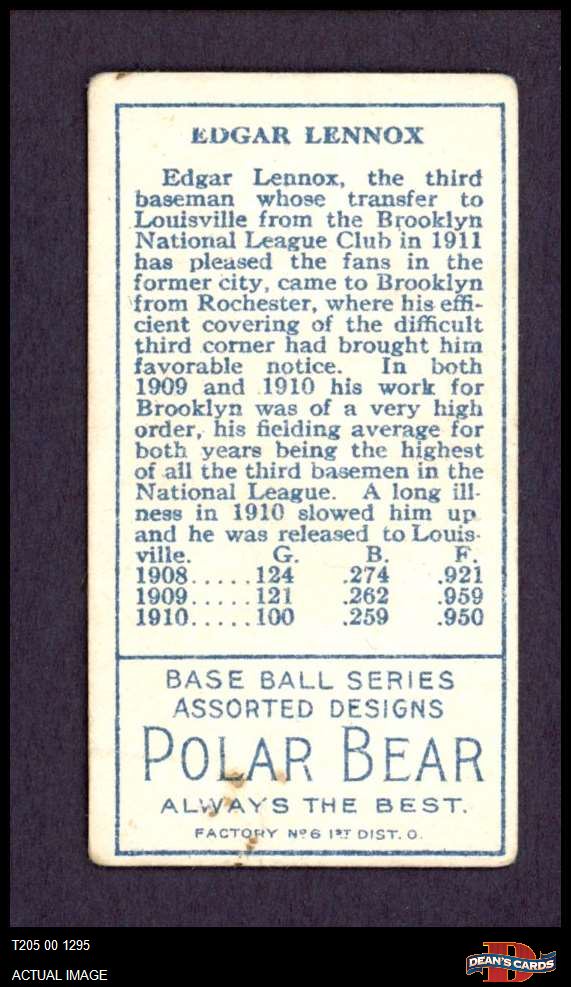 EDGAR LENNOX
Edgar Lennox, the third
baseman whose transfer to
Louisville from the Brooklyn
National League Club in 1911
has pleased the fans in the
former city, came to Brooklyn
from Rochester, where his effi-
cient covering of the difficult
third corner had brought him
favorable notice. In both
1909 and 1910 his work for
Brooklyn was of a very high
order, his fielding average for
both years being the highest
of all the third basemen in the
National League. A long ill-
ness in 1910 slowed him up
and he was released to Louis-
ville. G. B. F.
1908.....124 .274 .921
1909.....121 .262 .959
1910.....100 .259 .950
BASE BALL SERIES
ASSORTED DESIGNS
POLAR BEAR
ALWAYS THE BEST.
FACTORY Nº 6 1ST DIST. O.
T205 00 1295
ACTUAL IMAGE
DEAN'S CARDS